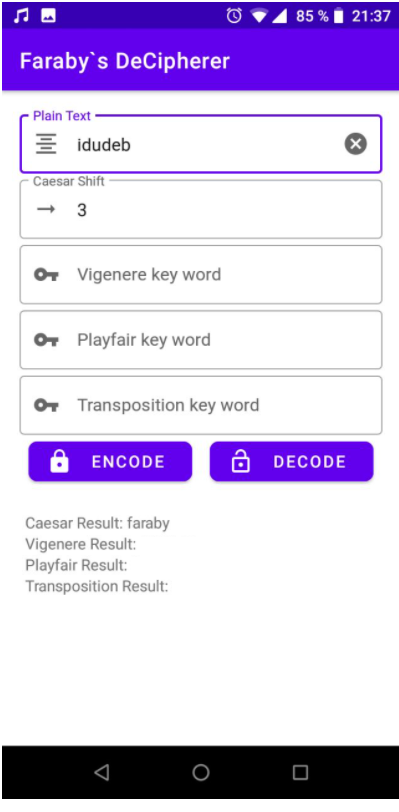 85 % 21:37
Faraby`s DeCipherer
Plain Text
idudeb
Caesar Shift
3
Vigenere key word
Playfair key word
Transposition key word
ENCODE DECODE
Caesar Result: faraby
Vigenere Result:
Playfair Result:
Transposition Result: